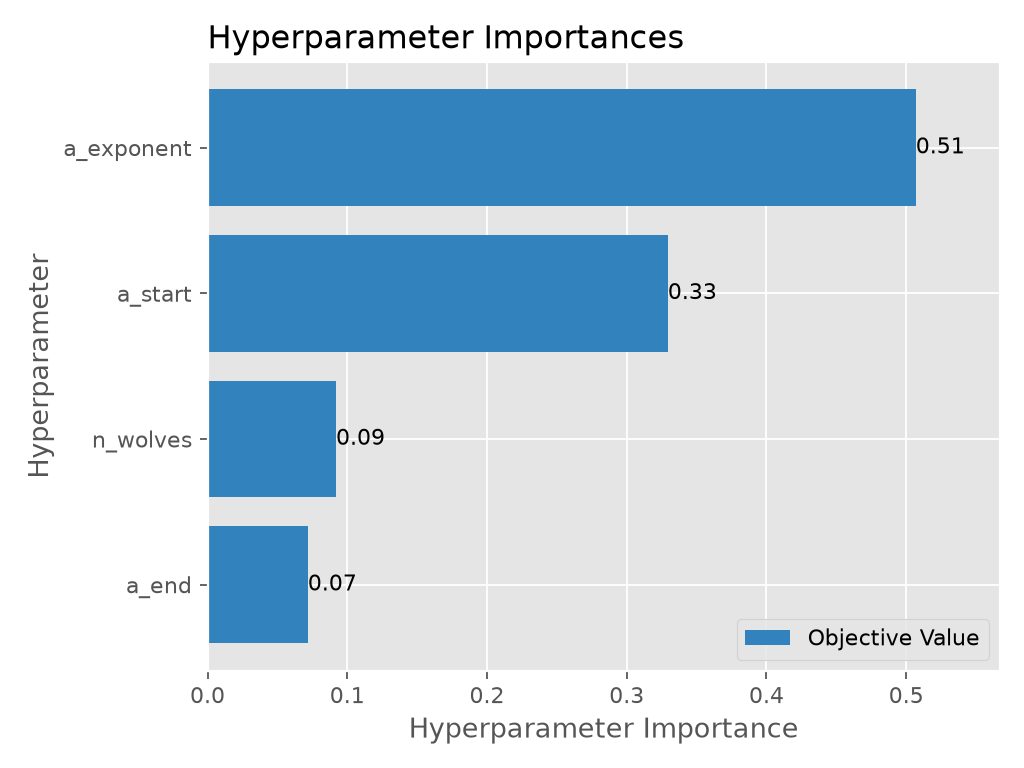 Hyperparameter Importances
a_exponent
0.51
a_start
0.33
n_wolves
0.09
a_end
0.07
Hyperparameter
Objective Value
0.0 0.1 0.2 0.3 0.4 0.5
Hyperparameter Importance